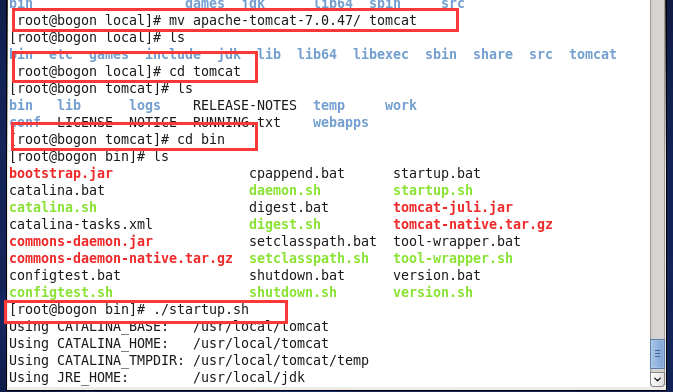 bin games jdk lib64 sbin src
[root@bogon local]# mv apache-tomcat-7.0.47/ tomcat
[root@bogon local]# ls
bin etc games include jdk lib lib64 libexec sbin share src tomcat
[root@bogon local]# cd tomcat
[root@bogon tomcat]# ls
bin lib logs RELEASE-NOTES temp work
conf LICENSE NOTICE RUNNING.txt webapps
[root@bogon tomcat]# cd bin
[root@bogon bin]# ls
bootstrap.jar cpappend.bat startup.bat
catalina.bat daemon.sh startup.sh
catalina.sh digest.bat tomcat-juli.jar
catalina-tasks.xml digest.sh tomcat-native.tar.gz
commons-daemon.jar setclasspath.bat tool-wrapper.bat
commons-daemon-native.tar.gz setclasspath.sh tool-wrapper.sh
configtest.bat shutdown.bat version.bat
configtest.sh shutdown.sh version.sh
[root@bogon bin]# ./startup.sh
Using CATALINA_BASE: /usr/local/tomcat
Using CATALINA_HOME: /usr/local/tomcat
Using CATALINA_TMPDIR: /usr/local/tomcat/temp
Using JRE_HOME: /usr/local/jdk